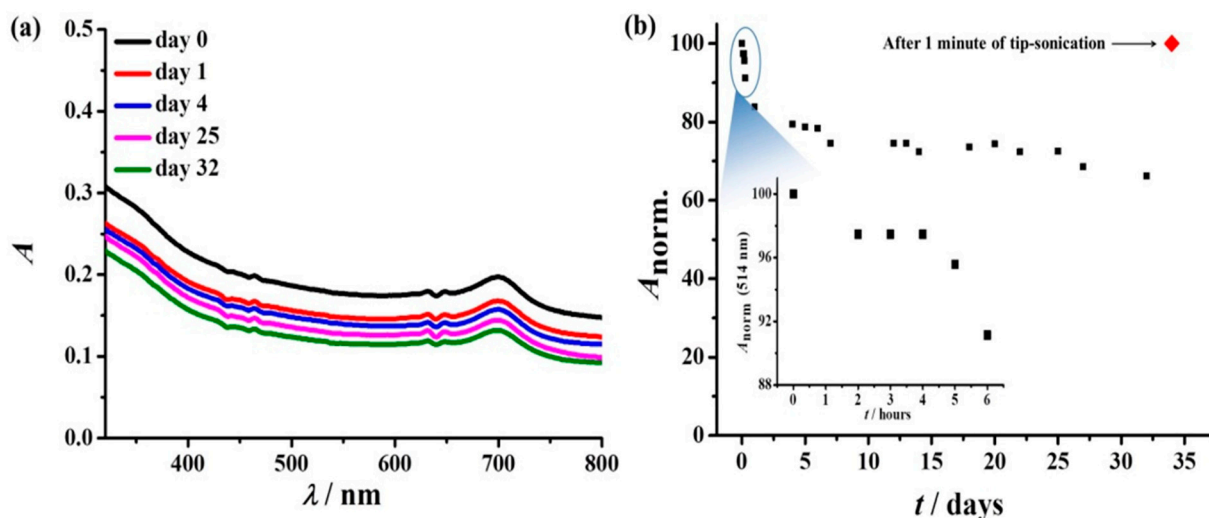 (a)
0.5
0.4
0.3
0.2
0.1
0.0
A
day 0
day 1
day 4
day 25
day 32
400
500
600
700
800
λ / nm
(b)
100
80
60
40
20
0
Anorm.
After 1 minute of tip-sonication
100
96
92
88
Anorm (514 nm)
0 1 2 3 4 5 6
t / hours
0 5 10 15 20 25 30 35
t / days